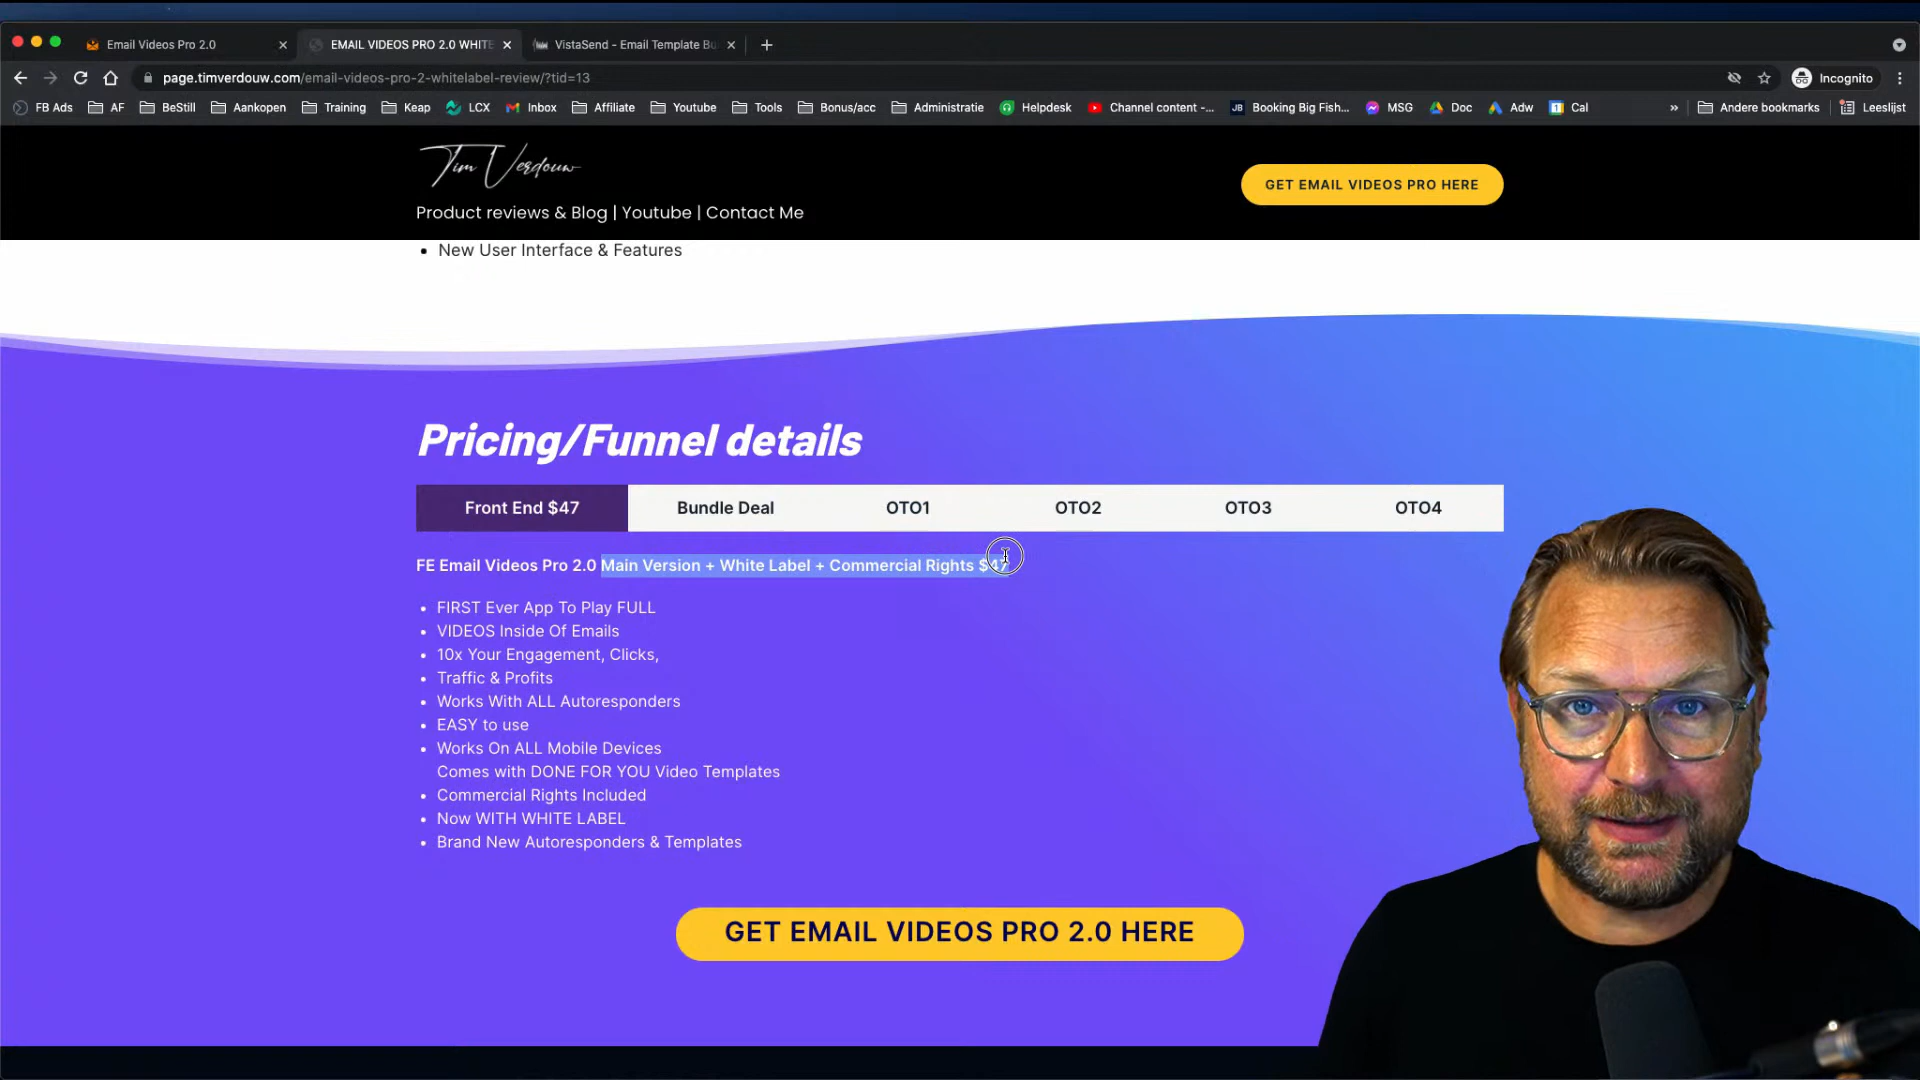 Email Videos Pro 2.0
EMAIL VIDEOS PRO 2.0 WHITE
VistaSend - Email Template Bu
page.timverdouw.com/email-videos-pro-2-whitelabel-review/?tid=13
Incognito
FB Ads
AF
BeStill
Aankopen
Training
Keap
LCX
Inbox
Affiliate
Youtube
Tools
Bonus/acc
Administratie
Helpdesk
Channel content -...
JB
Booking Big Fish...
MSG
Doc
Adw
1
Cal
»
Andere bookmarks
Leeslijst
Tim Verdouw
GET EMAIL VIDEOS PRO HERE
Product reviews & Blog | Youtube | Contact Me
• New User Interface & Features
Pricing/Funnel details
Front End $47
Bundle Deal
OTO1
OTO2
OTO3
OTO4
FE Email Videos Pro 2.0 Main Version + White Label + Commercial Rights $47
• FIRST Ever App To Play FULL
• VIDEOS Inside Of Emails
• 10x Your Engagement, Clicks,
• Traffic & Profits
• Works With ALL Autoresponders
• EASY to use
• Works On ALL Mobile Devices
Comes with DONE FOR YOU Video Templates
• Commercial Rights Included
• Now WITH WHITE LABEL
• Brand New Autoresponders & Templates
GET EMAIL VIDEOS PRO 2.0 HERE